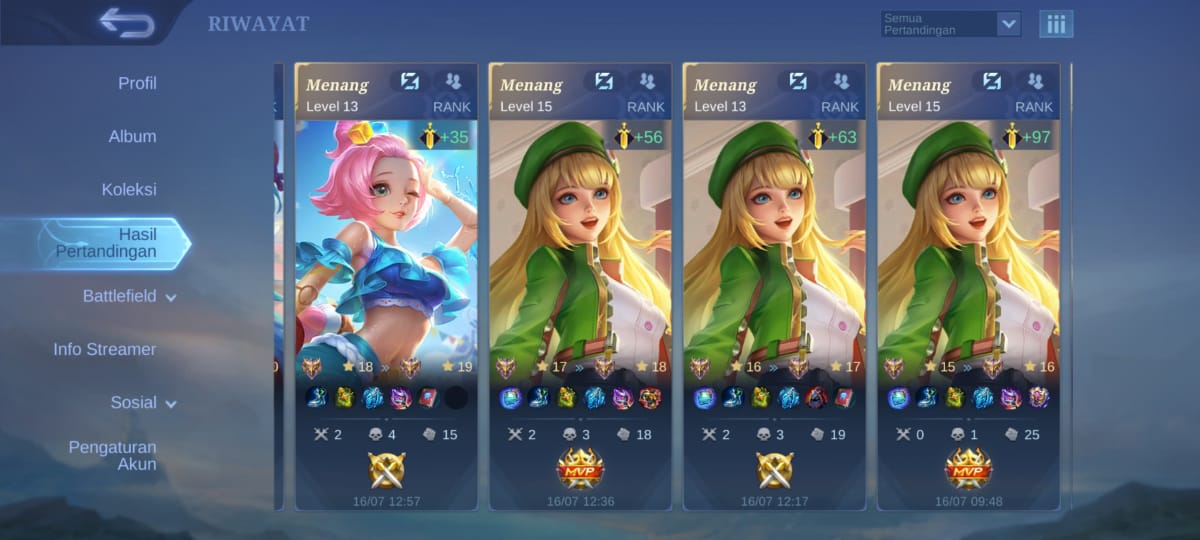 RIWAYAT
Semua
Pertandingan
Profil
Album
Koleksi
Hasil
Pertandingan
Battlefield
Info Streamer
Sosial
Pengaturan
Akun
Menang
Level 13
RANK
+35
18 » 19
2 4 15
16/07 12:57
Menang
Level 15
RANK
+56
17 » 18
2 3 18
MVP
16/07 12:36
Menang
Level 13
RANK
+63
16 » 17
2 3 19
16/07 12:17
Menang
Level 15
RANK
+97
15 » 16
0 1 25
MVP
16/07 09:48